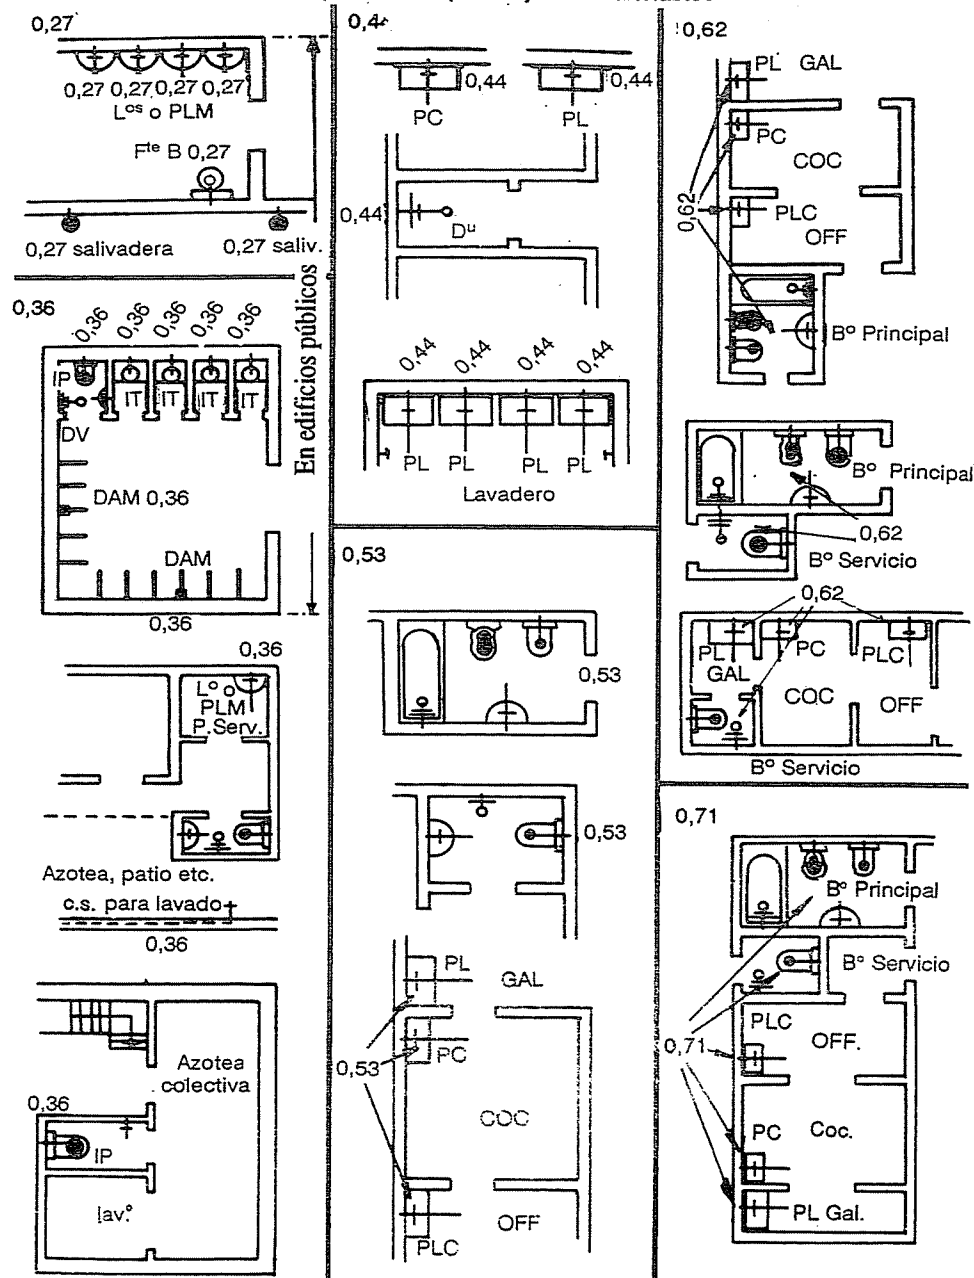 0,27
0,27 0,27 0,27 0,27
Lºs o PLM
Fte B 0,27
0,27 salivadera
0,27 saliv.
En edificios públicos
0,36
0,36 0,36 0,36 0,36 0,36
IP
IT IT IT IT
DV
DAM 0,36
DAM
0,36
0,36
Lº o
PLM
P.Serv.
Azotea, patio etc.
c.s. para lavado
0,36
Azotea
colectiva
0,36
IP
lav.º
0,44
0,44
PC
PL
0,44
0,44
Du
0,44 0,44 0,44 0,44
PL PL PL PL
Lavadero
0,53
0,53
0,53
PL
GAL
0,53
PC
COC
OFF
PLC
0,62
PL GAL
PC
COC
0,62
PLC
OFF
Bº Principal
Bº Principal
0,62
Bº Servicio
0,62
PL
PC
PLC
GAL
COC
OFF
Bº Servicio
0,71
Bº Principal
Bº Servicio
PLC
OFF.
0,71
PC
Coc.
PL Gal.